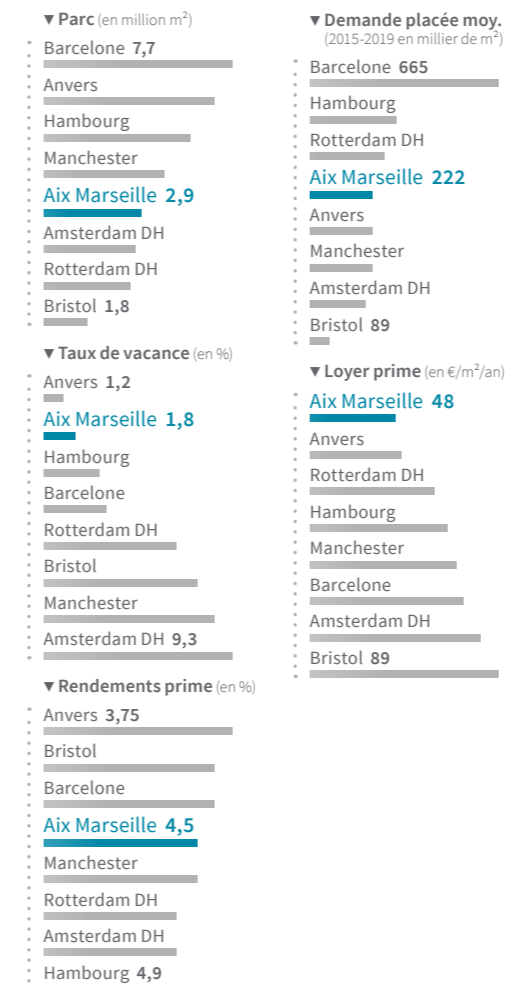 ▼ Parc (en million m²)
Barcelone 7,7
Anvers
Hambourg
Manchester
Aix Marseille 2,9
Amsterdam DH
Rotterdam DH
Bristol 1,8
▼ Taux de vacance (en %)
Anvers 1,2
Aix Marseille 1,8
Hambourg
Barcelone
Rotterdam DH
Bristol
Manchester
Amsterdam DH 9,3
▼ Rendements prime (en %)
Anvers 3,75
Bristol
Barcelone
Aix Marseille 4,5
Manchester
Rotterdam DH
Amsterdam DH
Hambourg 4,9
▼ Demande placée moy.
(2015-2019 en millier de m²)
Barcelone 665
Hambourg
Rotterdam DH
Aix Marseille 222
Anvers
Manchester
Amsterdam DH
Bristol 89
▼ Loyer prime (en €/m²/an)
Aix Marseille 48
Anvers
Rotterdam DH
Hambourg
Manchester
Barcelone
Amsterdam DH
Bristol 89